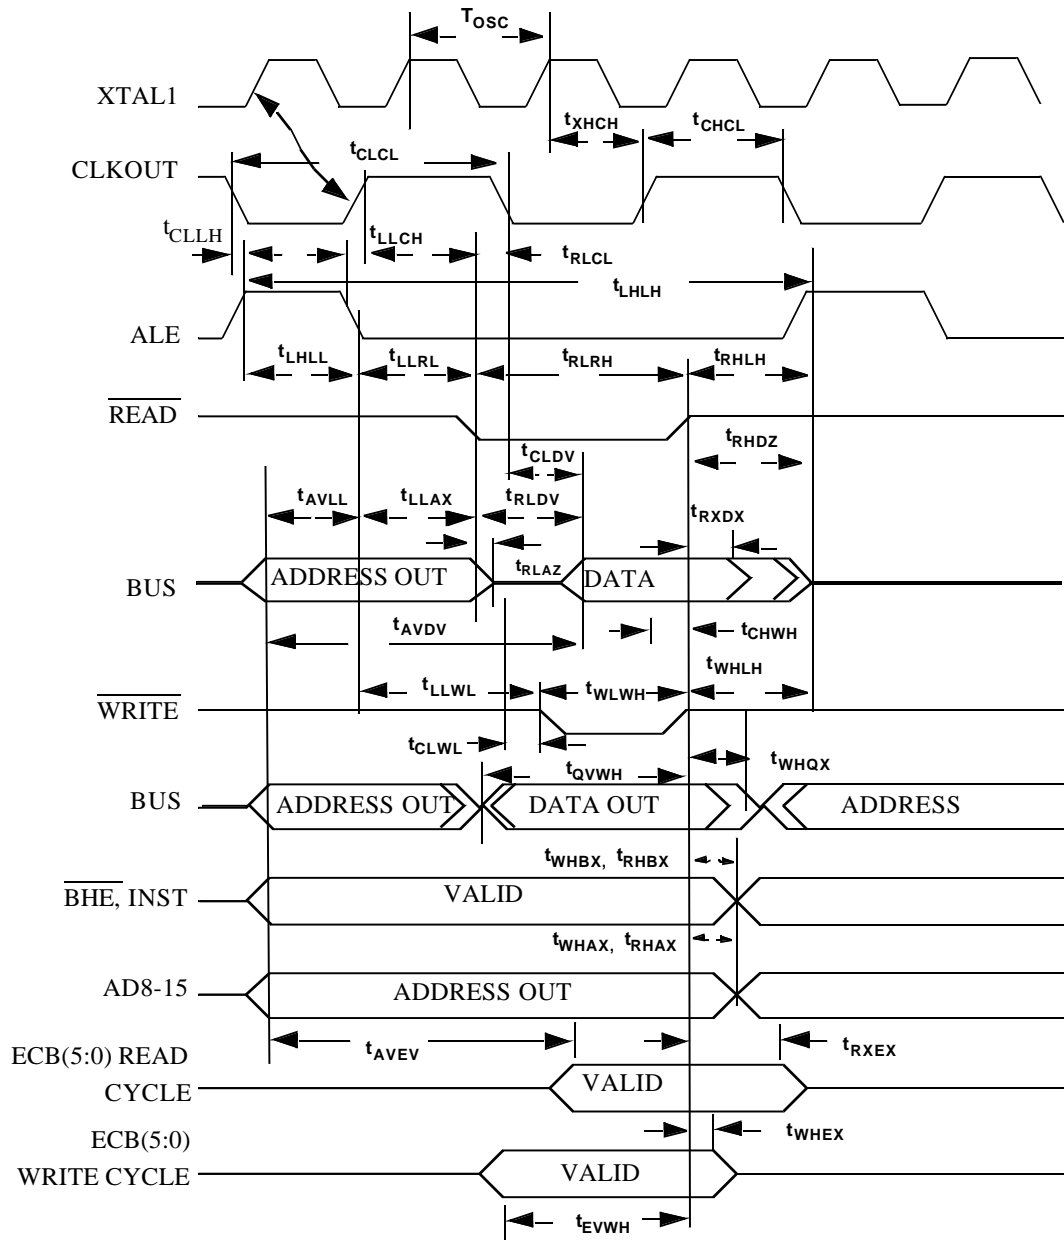 TOSC
XTAL1
tXHCH
tCHCL
tCLCL
CLKOUT
tCLLH
tLLCH
tRLCL
tLHLH
ALE
tLHLL
tLLRL
tRLRH
tRHLH
READ
tRHDZ
tCLDV
tAVLL
tLLAX
tRLDV
tRXDX
BUS
ADDRESS OUT
tRLAZ
DATA
tAVDV
tCHWH
tLLWL
tWLWH
tWHLH
WRITE
tCLWL
tQVWH
tWHQX
BUS
ADDRESS OUT
DATA OUT
ADDRESS
tWHBX, tRHBX
BHE, INST
VALID
tWHAX, tRHAX
AD8-15
ADDRESS OUT
tAVEV
tRXEX
ECB(5:0) READ
CYCLE
VALID
tWHEX
ECB(5:0)
WRITE CYCLE
VALID
tEVWH